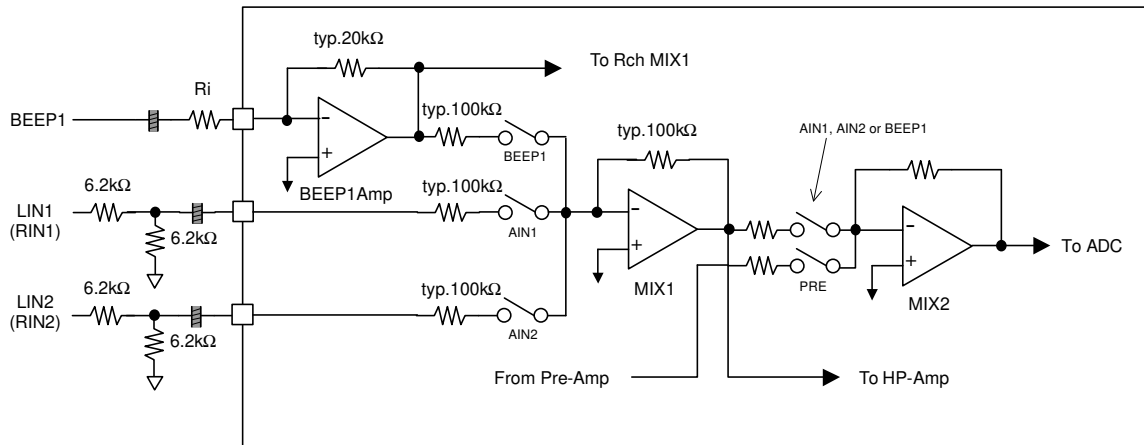 typ.20kΩ
To Rch MIX1
Ri
BEEP1
typ.100kΩ
typ.100kΩ
AIN1, AIN2 or BEEP1
−
+
BEEP1
BEEP1Amp
6.2kΩ
typ.100kΩ
LIN1
(RIN1)
6.2kΩ
AIN1
−
+
−
+
To ADC
MIX1
PRE
MIX2
6.2kΩ
typ.100kΩ
LIN2
(RIN2)
6.2kΩ
AIN2
From Pre-Amp
To HP-Amp